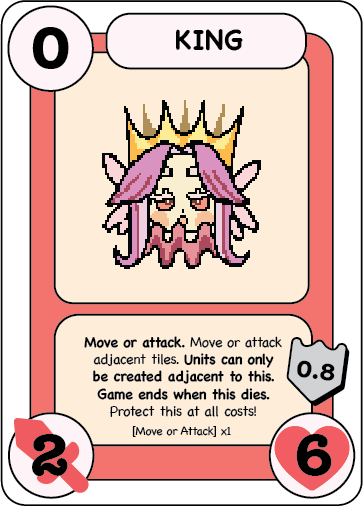 0
KING
Move or attack. Move or attack
adjacent tiles. Units can only
be created adjacent to this.
Game ends when this dies.
Protect this at all costs!
[Move or Attack] x1
0.8
2
6